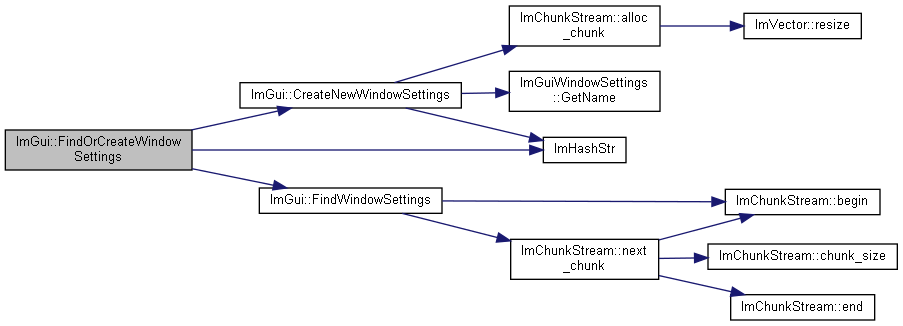 ImGui::FindOrCreateWindow
Settings
ImGui::CreateNewWindowSettings
ImChunkStream::alloc
_chunk
ImVector::resize
ImGuiWindowSettings
::GetName
ImHashStr
ImGui::FindWindowSettings
ImChunkStream::begin
ImChunkStream::next
_chunk
ImChunkStream::chunk_size
ImChunkStream::end